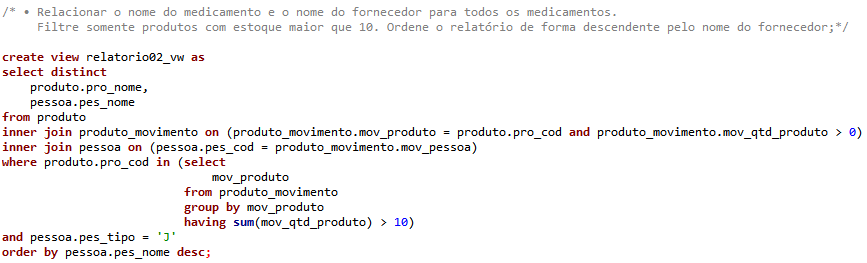 /* • Relacionar o nome do medicamento e o nome do fornecedor para todos os medicamentos.
Filtre somente produtos com estoque maior que 10. Ordene o relatório de forma descendente pelo nome do fornecedor;*/
create view relatorio02_vw as
select distinct
produto.pro_nome,
pessoa.pes_nome
from produto
inner join produto_movimento on (produto_movimento.mov_produto = produto.pro_cod and produto_movimento.mov_qtd_produto > 0)
inner join pessoa on (pessoa.pes_cod = produto_movimento.mov_pessoa)
where produto.pro_cod in (select
mov_produto
from produto_movimento
group by mov_produto
having sum(mov_qtd_produto) > 10)
and pessoa.pes_tipo = 'J'
order by pessoa.pes_nome desc;